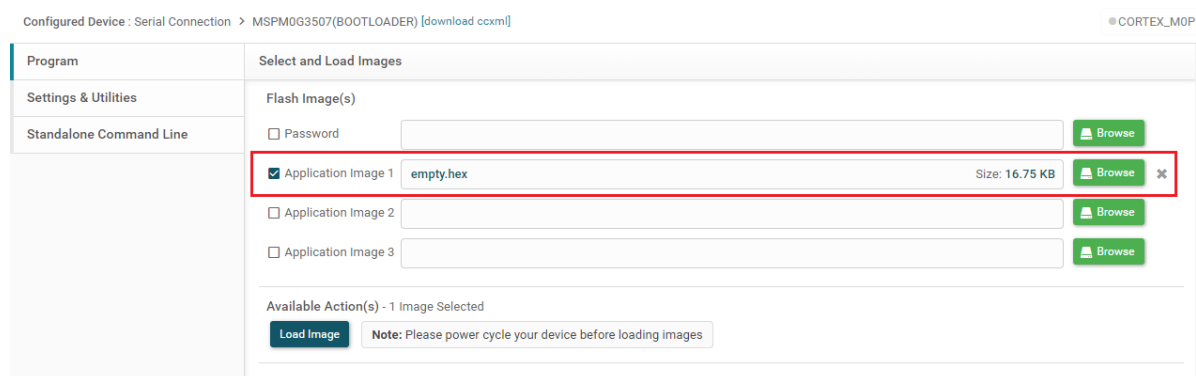 Configured Device : Serial Connection > MSPM0G3507(BOOTLOADER) [download ccxml] CORTEX_M0P
Program
Settings & Utilities
Standalone Command Line
Select and Load Images
Flash Image(s)
Password Browse
Application Image 1 empty.hex Size: 16.75 KB Browse
Application Image 2 Browse
Application Image 3 Browse
Available Action(s) - 1 Image Selected
Load Image Note: Please power cycle your device before loading images